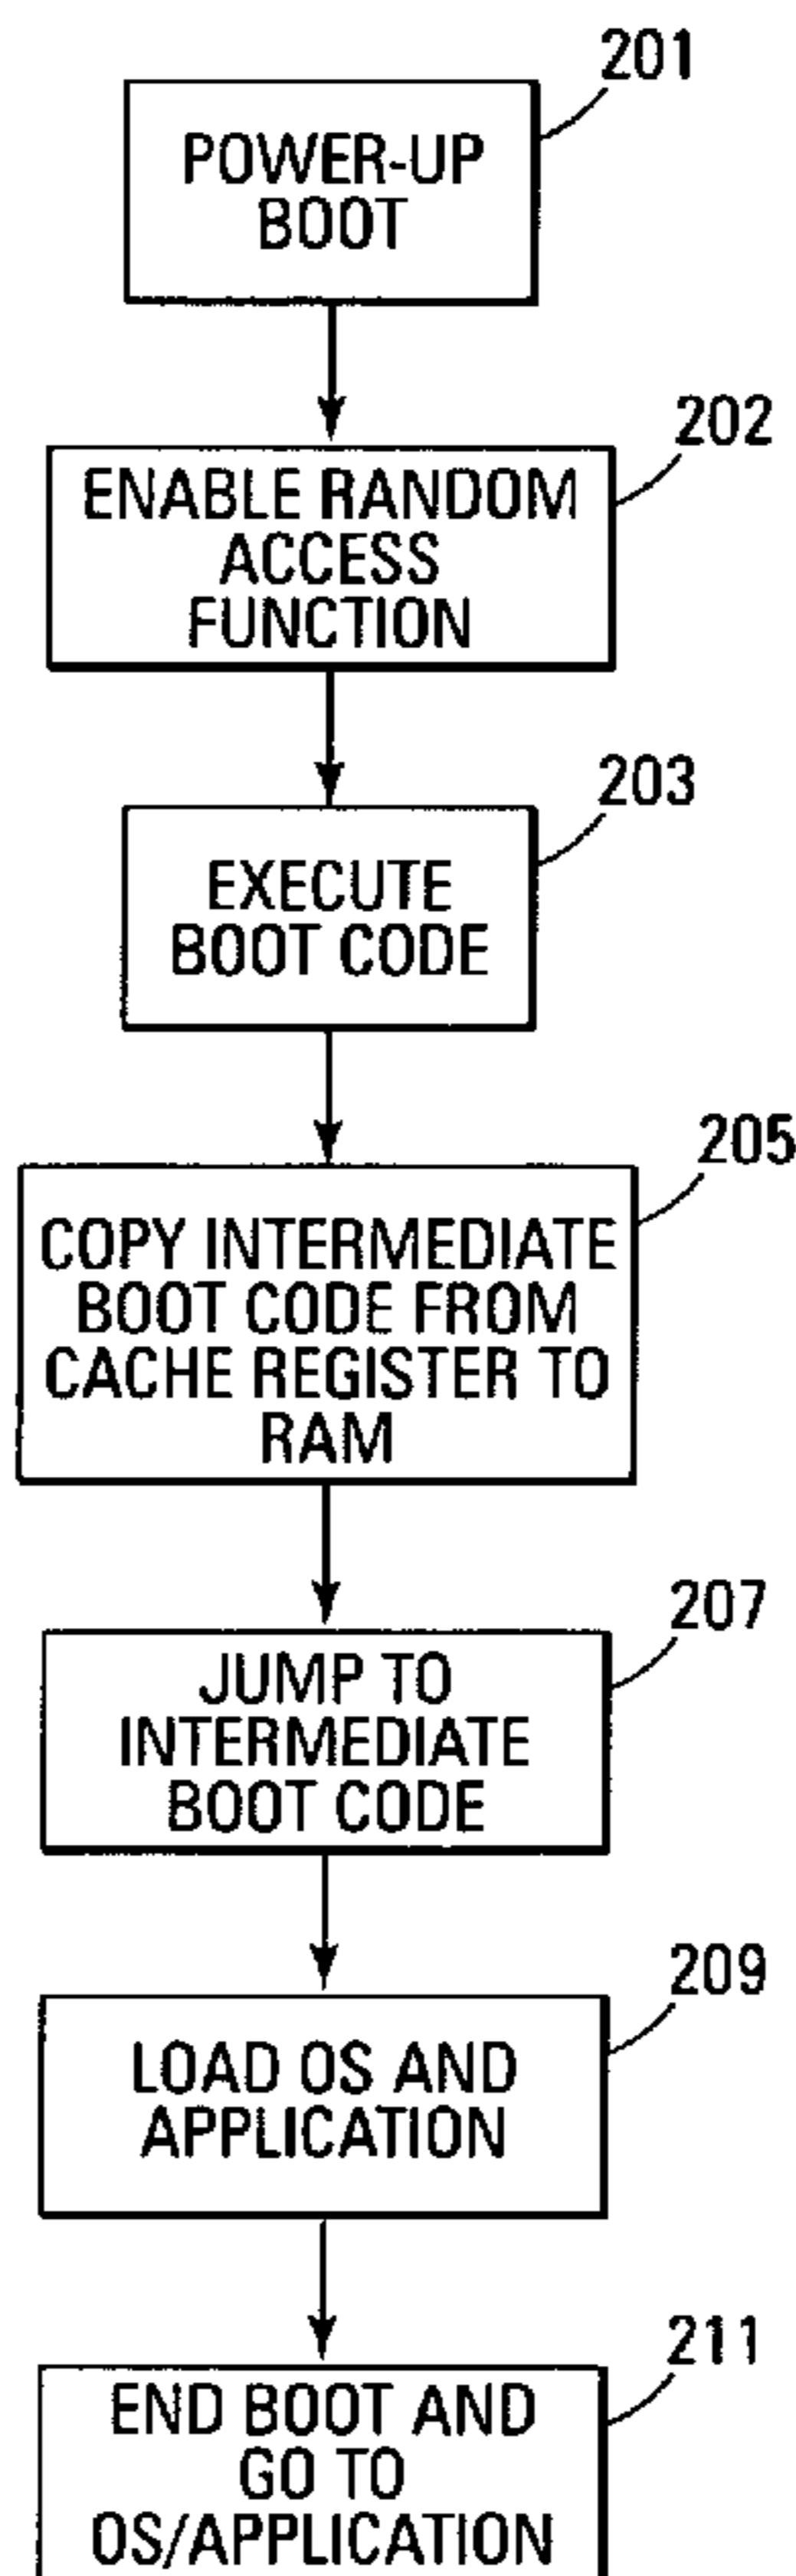 201
POWER-UP
BOOT
202
ENABLE RANDOM
ACCESS
FUNCTION
203
EXECUTE
BOOT CODE
205
COPY INTERMEDIATE
BOOT CODE FROM
CACHE REGISTER TO
RAM
207
JUMP TO
INTERMEDIATE
BOOT CODE
209
LOAD OS AND
APPLICATION
211
END BOOT AND
GO TO
OS/APPLICATION